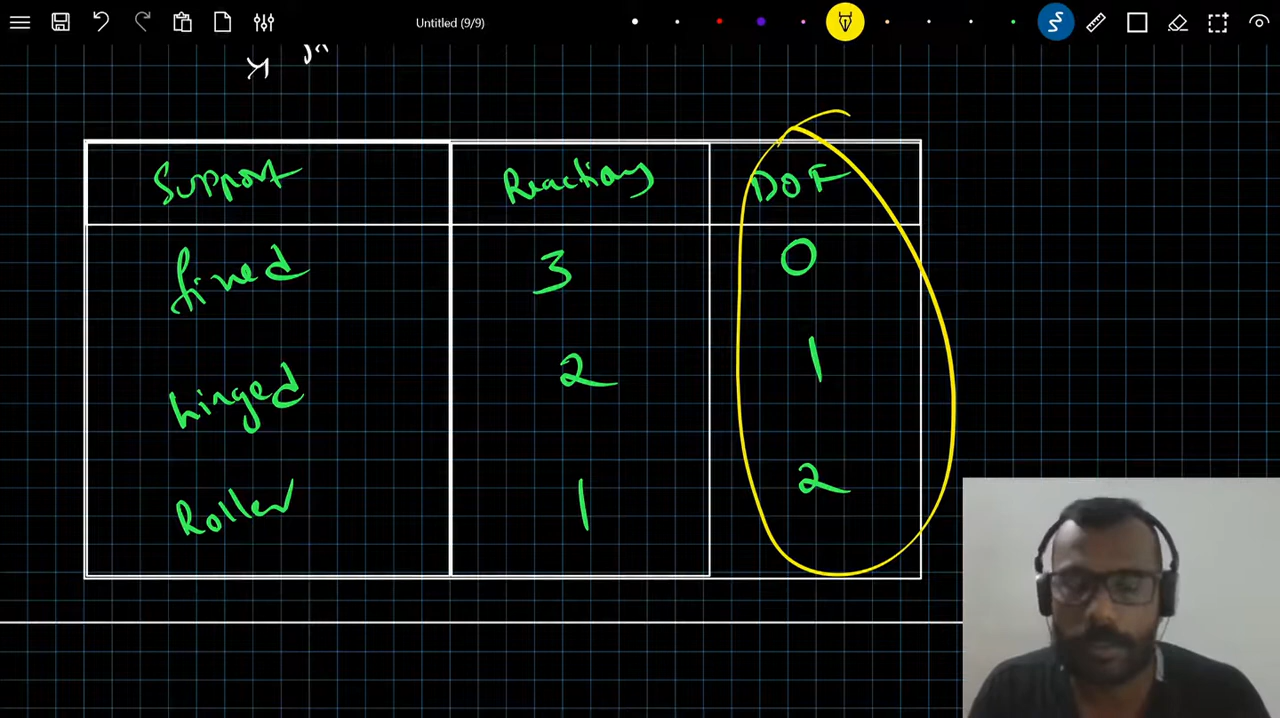 Untitled (9/9)
Support Reactions DOF
fixed 3 0
hinged 2 1
Roller 1 2